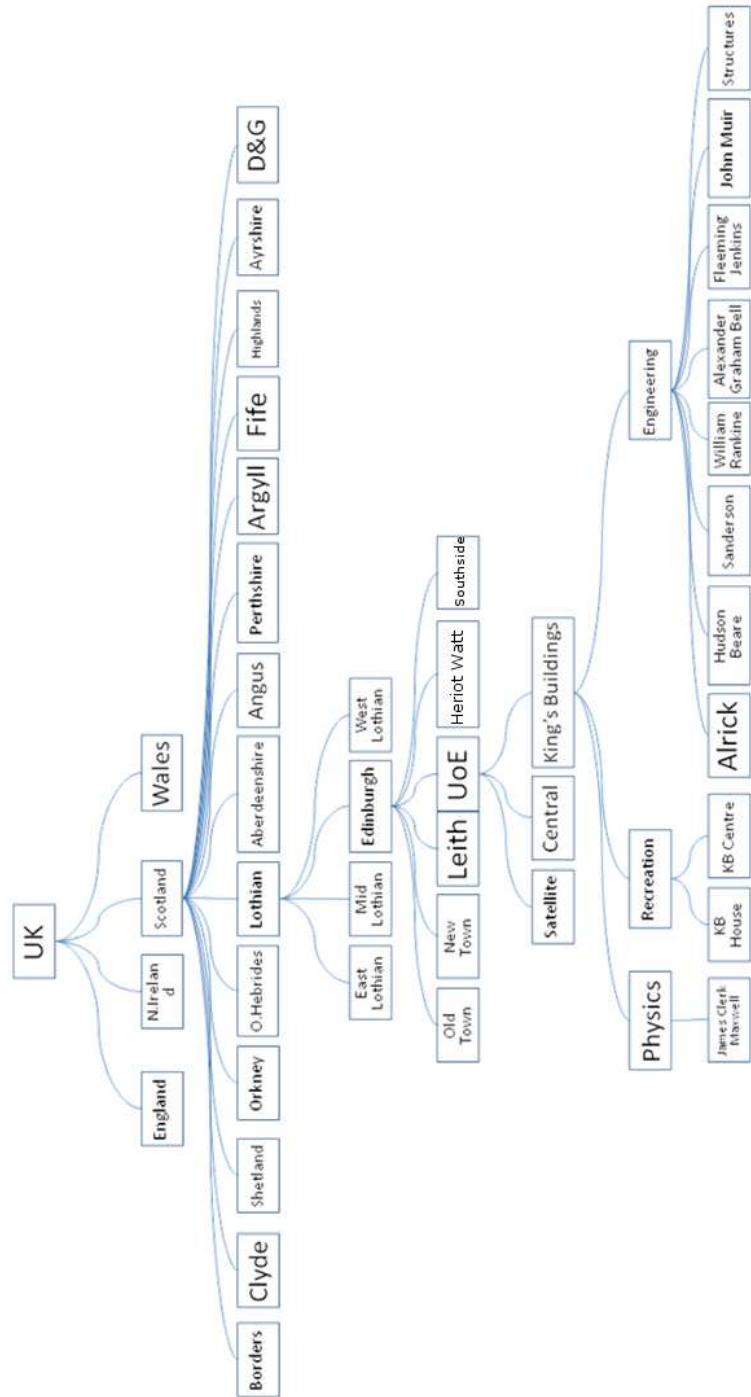 UK
England
N.Irelan
d
Scotland
Wales
Borders
Clyde
Shetland
Orkney
O.Hebrides
Lothian
Aberdeenshire
Angus
Perthshire
Argyll
Fife
Highlands
Ayrshire
D&G
East
Lothian
Mid
Lothian
Edinburgh
West
Lothian
Old
Town
New
Town
Leith
UoE
Heriot Watt
Southside
Satellite
Central
King's Buildings
Physics
Recreation
Engineering
James Clerk
Maxwell
KB
House
KB Centre
Alrick
Hudson
Beare
Sanderson
William
Rankine
Alexander
Graham Bell
Fleeming
Jenkins
John Muir
Structures